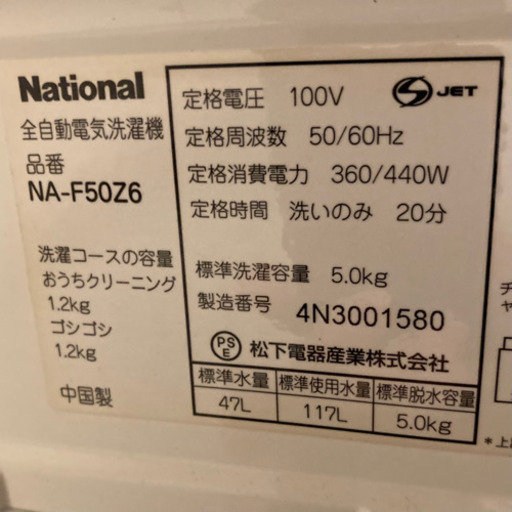 National
全自動電気洗濯機
品番
NA-F50Z6
洗濯コースの容量
おうちクリーニング
1.2kg
ゴシゴシ
1.2kg
中国製
定格電圧 100V
JET
定格周波数 50/60Hz
定格消費電力 360/440W
定格時間 洗いのみ 20分
標準洗濯容量 5.0kg
製造番号 4N3001580
PSE 松下電器産業株式会社
標準水量 標準使用水量 標準脱水容量
47L 117L 5.0kg